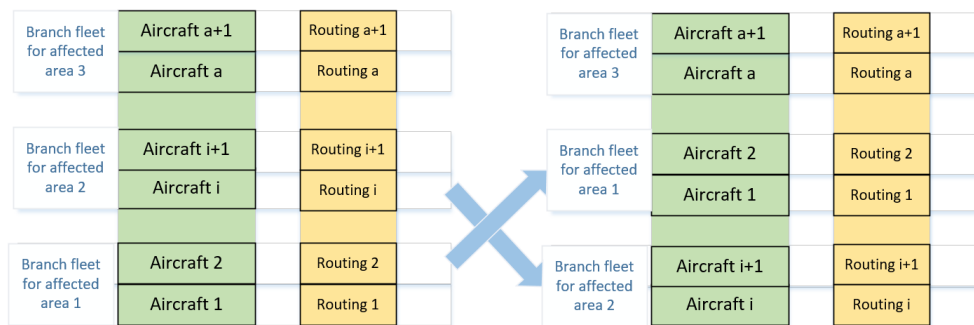 Branch fleet
for affected
area 3
Aircraft a+1
Routing a+1
Aircraft a
Routing a
Branch fleet
for affected
area 2
Aircraft i+1
Routing i+1
Aircraft i
Routing i
Branch fleet
for affected
area 1
Aircraft 2
Routing 2
Aircraft 1
Routing 1
Branch fleet
for affected
area 3
Aircraft a+1
Routing a+1
Aircraft a
Routing a
Branch fleet
for affected
area 1
Aircraft 2
Routing 2
Aircraft 1
Routing 1
Branch fleet
for affected
area 2
Aircraft i+1
Routing i+1
Aircraft i
Routing i